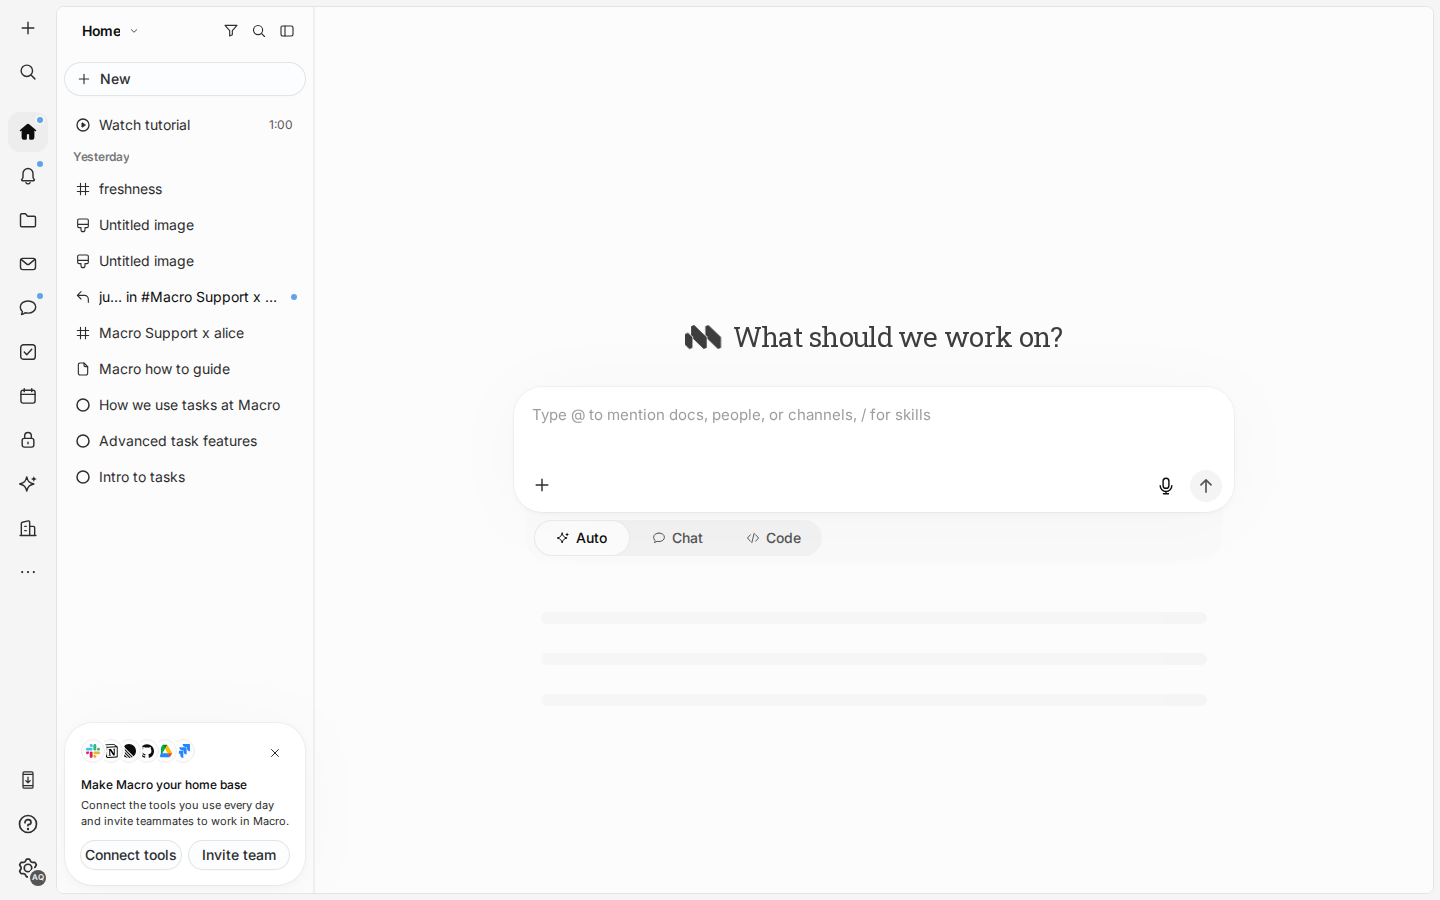 Home
New
Watch tutorial 1:00
Yesterday
freshness
Untitled image
Untitled image
ju... in #Macro Support x ...
Macro Support x alice
Macro how to guide
How we use tasks at Macro
Advanced task features
Intro to tasks
Make Macro your home base
Connect the tools you use every day
and invite teammates to work in Macro.
Connect tools Invite team
AQ
What should we work on?
Type @ to mention docs, people, or channels, / for skills
Auto Chat Code